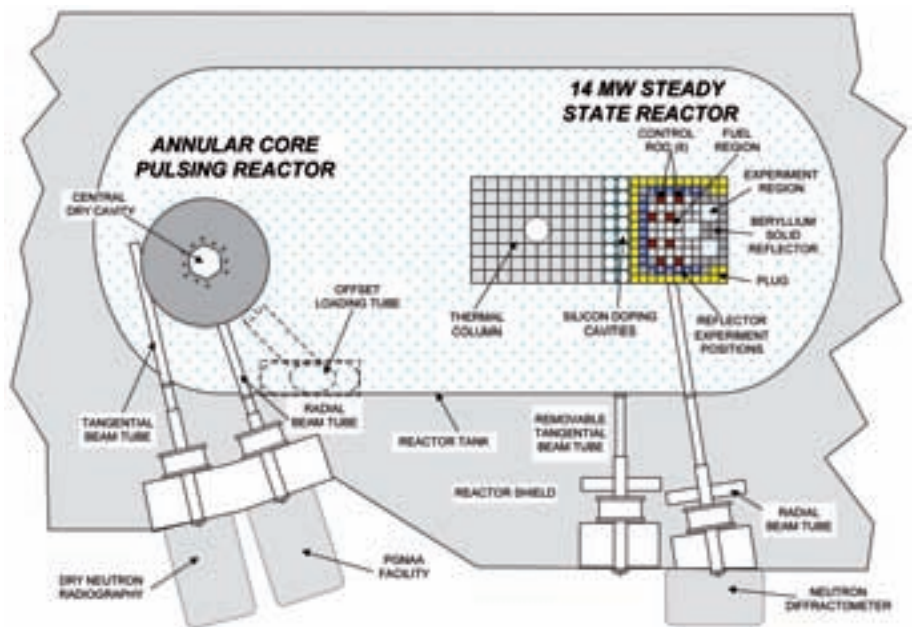 14 MW STEADY
STATE REACTOR
ANNULAR CORE
PULSING REACTOR
CONTROL
ROD (8)
FUEL
REGION
EXPERIMENT
REGION
CENTRAL
DRY CAVITY
BERYLLIUM
SOLID
REFLECTOR
PLUG
OFFSET
LOADING TUBE
THERMAL
COLUMN
SILICON DOPING
CAVITIES
REFLECTOR
EXPERIMENT
POSITIONS
TANGENTIAL
BEAM TUBE
RADIAL
BEAM TUBE
REACTOR TANK
REMOVABLE
TANGENTIAL
BEAM TUBE
REACTOR SHIELD
RADIAL
BEAM TUBE
DRY NEUTRON
RADIOGRAPHY
PGNAA
FACILITY
NEUTRON
DIFFRACTOMETER